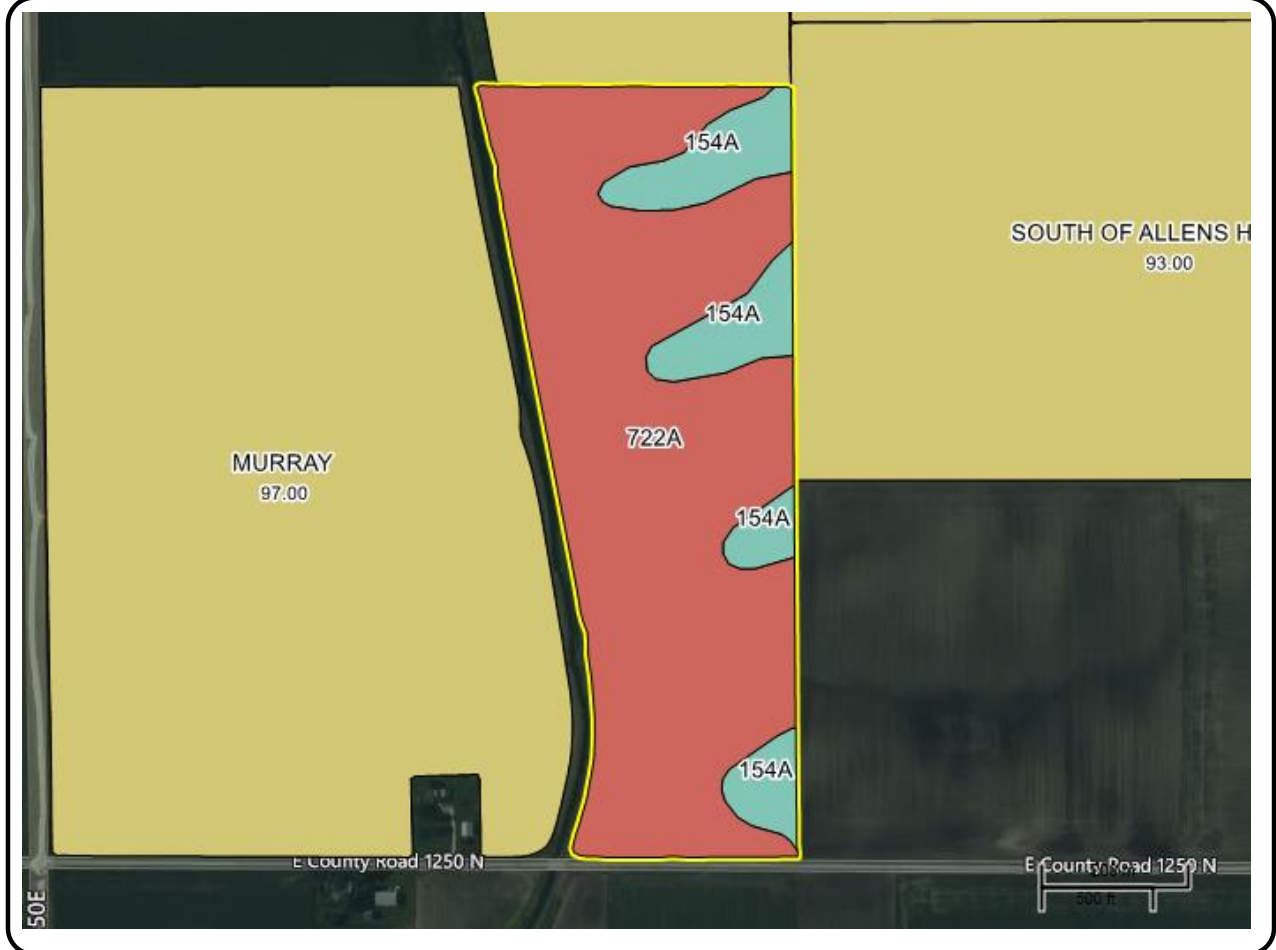 154A
SOUTH OF ALLENS H
93.00
154A
722A
MURRAY
97.00
154A
154A
E County Road 1250 N
E County Road 1250 N
500 ft
50E